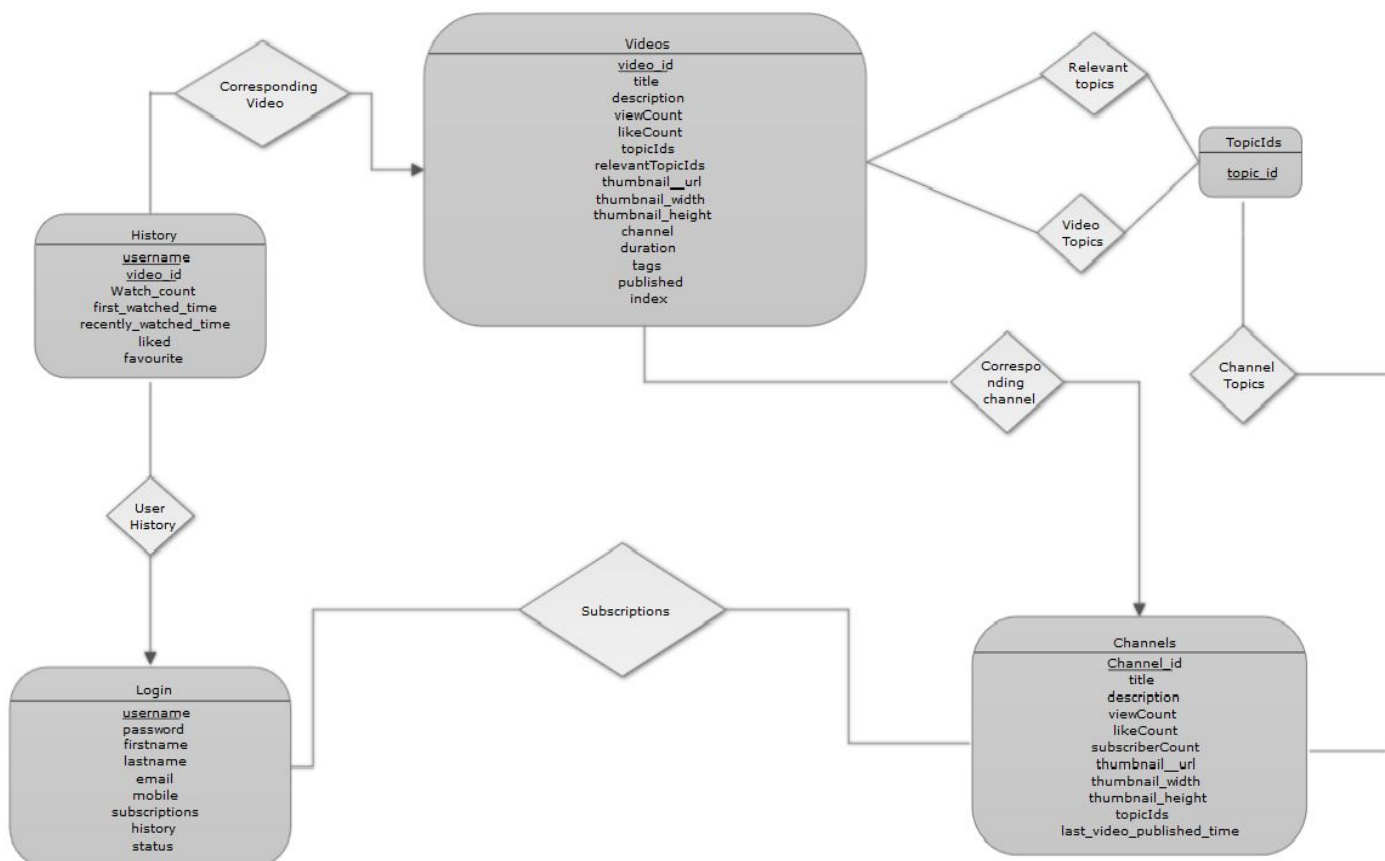 Corresponding
Video
Videos
video_id
title
description
viewCount
likeCount
topicIds
relevantTopicIds
thumbnail__url
thumbnail_width
thumbnail_height
channel
duration
tags
published
index
Relevant
topics
Video
Topics
TopicIds
topic_id
History
username
video_id
Watch_count
first_watched_time
recently_watched_time
liked
favourite
Correspo
nding
channel
Channel
Topics
User
History
Subscriptions
Login
username
password
firstname
lastname
email
mobile
subscriptions
history
status
Channels
Channel_id
title
description
viewCount
likeCount
subscriberCount
thumbnail__url
thumbnail_width
thumbnail_height
topicIds
last_video_published_time